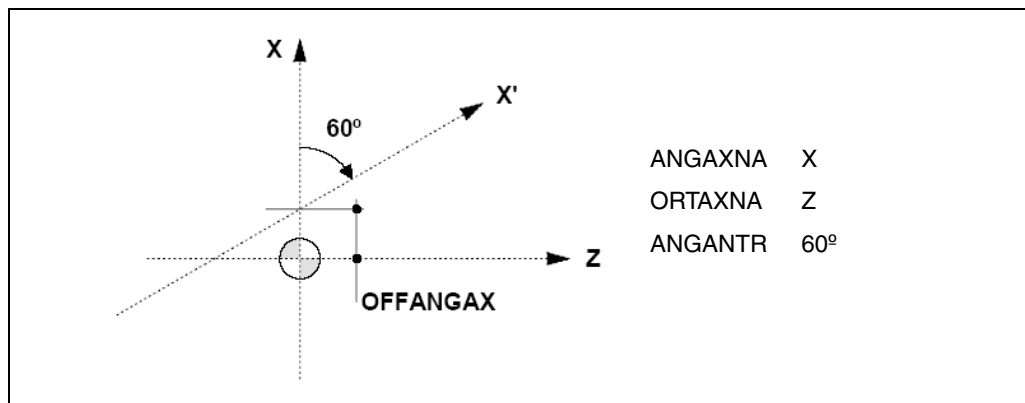 X
X'
60º
Z
OFFANGAX
ANGAXNA X
ORTAXNA Z
ANGANTR 60º